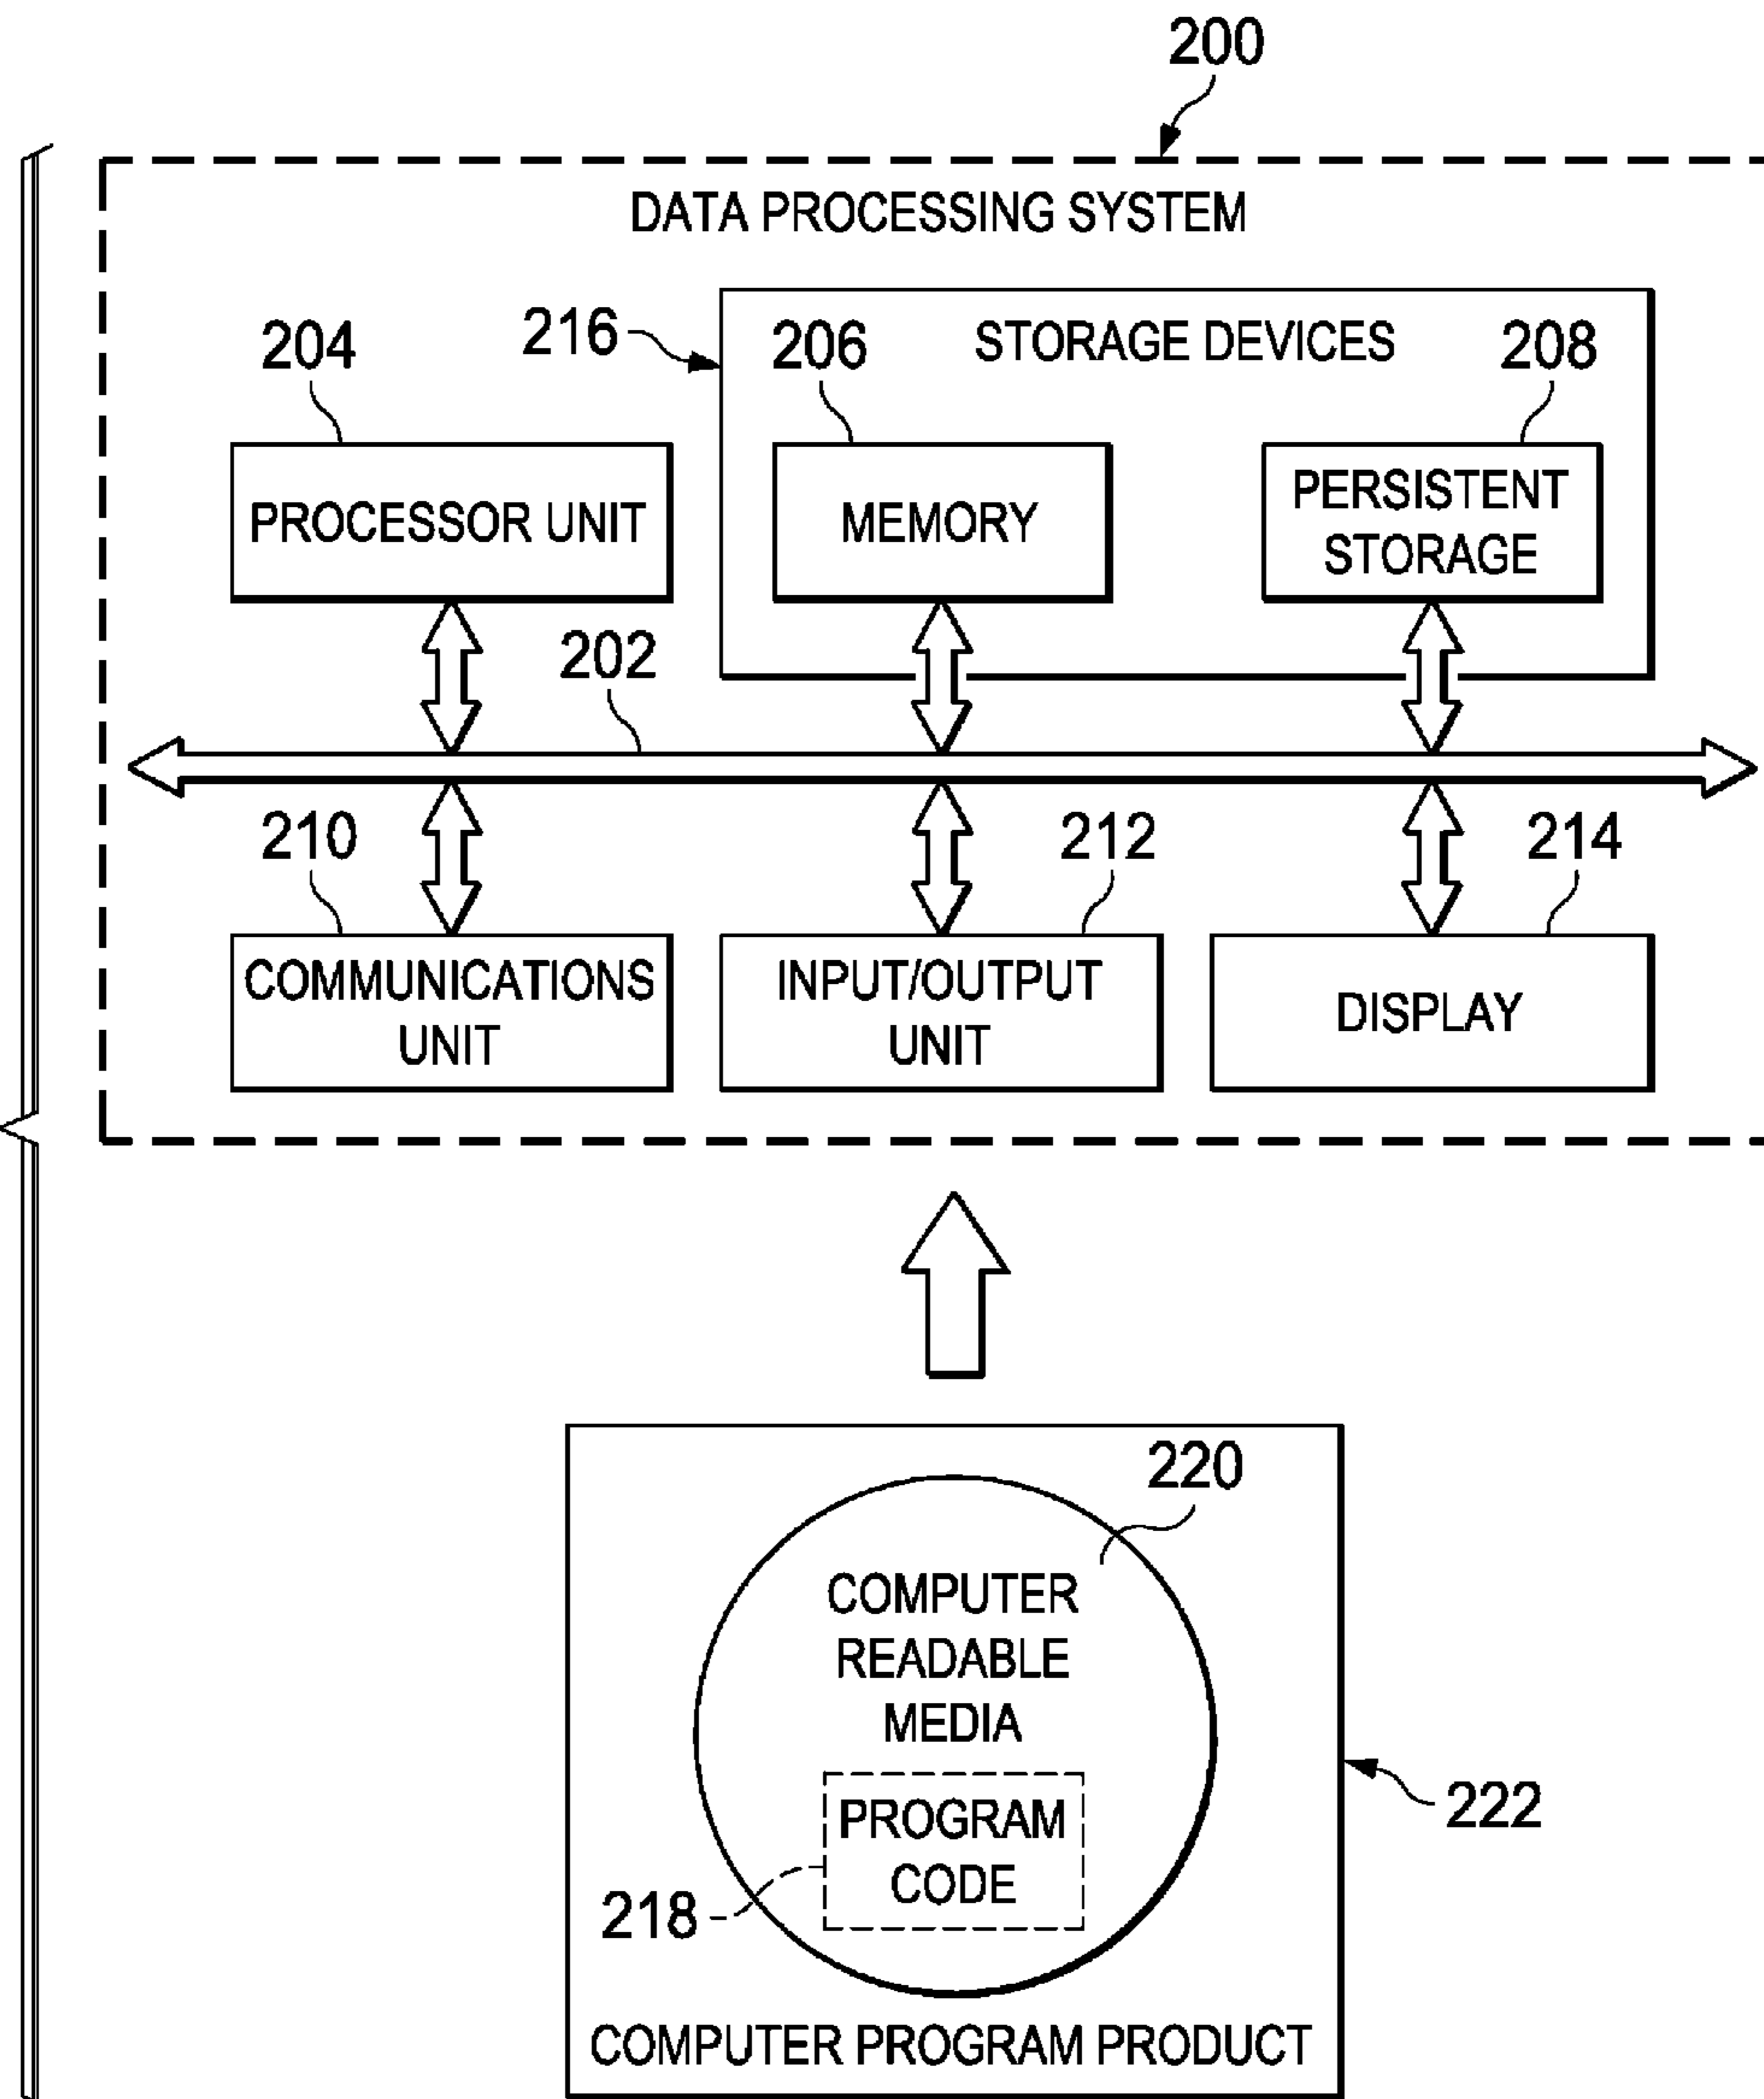 200
DATA PROCESSING SYSTEM
216
STORAGE DEVICES
204
206
208
PROCESSOR UNIT
MEMORY
PERSISTENT
STORAGE
202
210
212
214
COMMUNICATIONS
UNIT
INPUT/OUTPUT
UNIT
DISPLAY
220
COMPUTER
READABLE
MEDIA
PROGRAM
CODE
218
222
COMPUTER PROGRAM PRODUCT